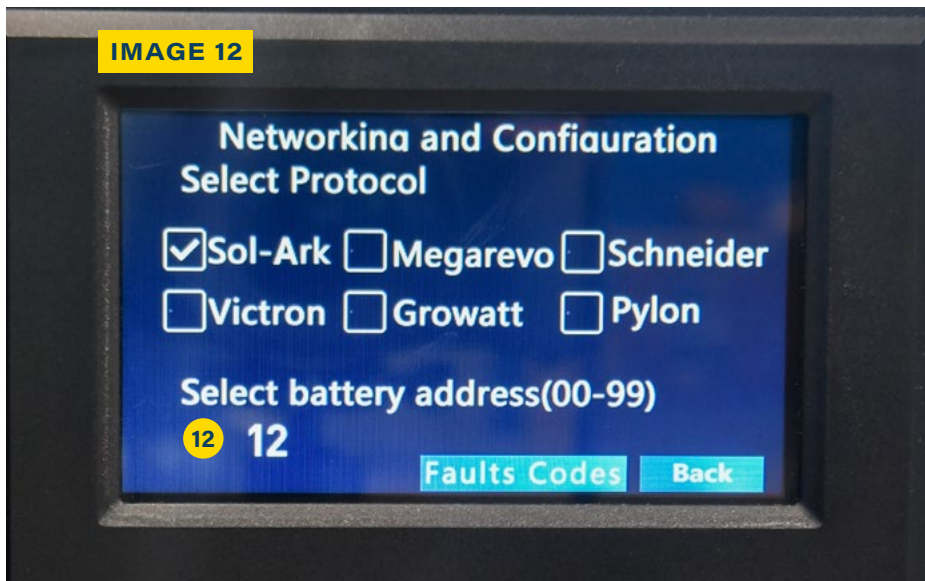 IMAGE 12
Networking and Configuration
Select Protocol
Sol-Ark Megarevo Schneider
Victron Growatt Pylon
Select battery address(00-99)
12 12
Faults Codes Back